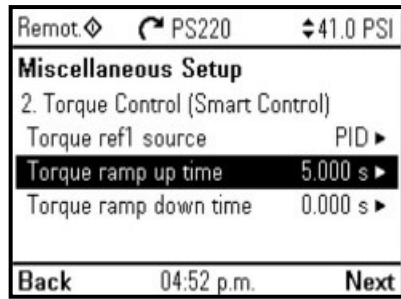 Remot. PS220 41.0 PSI
Miscellaneous Setup
2. Torque Control (Smart Control)
Torque ref1 source PID
Torque ramp up time 5.000 s
Torque ramp down time 0.000 s
Back 04:52 p.m. Next